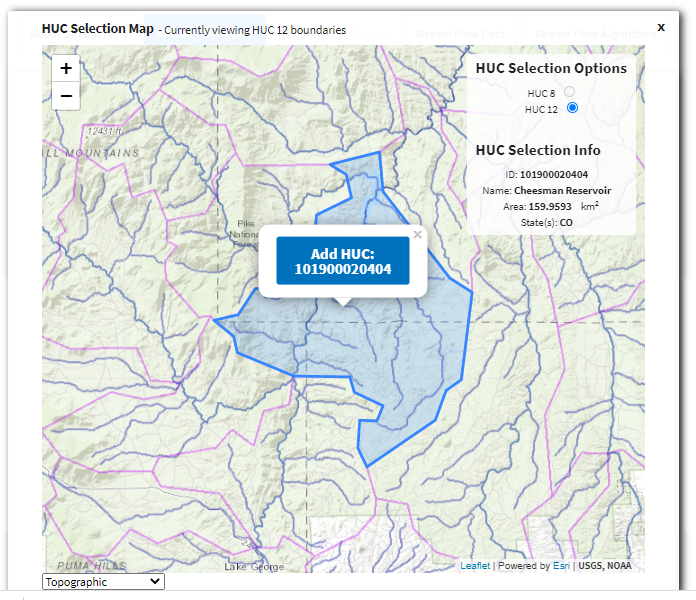 HUC Selection Map - Currently viewing HUC 12 boundaries
x
+
−
HUC Selection Options
HUC 8
HUC 12
HUC Selection Info
ID: 101900020404
Name: Cheesman Reservoir
Area: 159.9593 km²
State(s): CO
12431 ft
ILL MOUNTAINS
Pike
Nationa
Forest
×
Add HUC:
101900020404
PUMA HILLS
Lake George
Leaflet | Powered by Esri | USGS, NOAA
Topographic